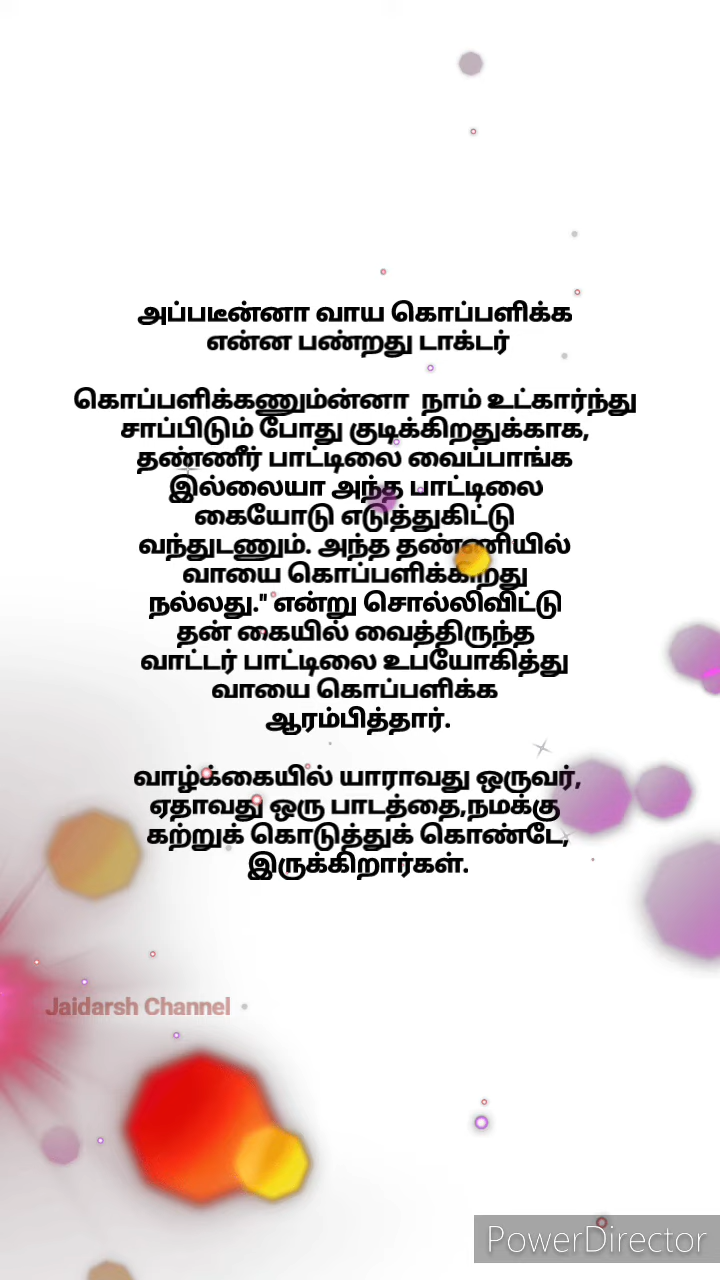 அப்படீன்னா வாய கொப்பளிக்க
என்ன பண்றது டாக்டர்
கொப்பளிக்கணும்ன்னா நாம் உட்கார்ந்து
சாப்பிடும் போது குடிக்கிறதுக்காக,
தண்ணீர் பாட்டிலை வைப்பாங்க
இல்லையா அந்த பாட்டிலை
கையோடு எடுத்துகிட்டு
வந்துடணும். அந்த தண்ணியில்
வாயை கொப்பளிக்கிறது
நல்லது." என்று சொல்லிவிட்டு
தன் கையில் வைத்திருந்த
வாட்டர் பாட்டிலை உபயோகித்து
வாயை கொப்பளிக்க
ஆரம்பித்தார்.
வாழ்க்கையில் யாராவது ஒருவர்,
ஏதாவது ஒரு பாடத்தை,நமக்கு
கற்றுக் கொடுத்துக் கொண்டே,
இருக்கிறார்கள்.
Jaidarsh Channel
PowerDirector